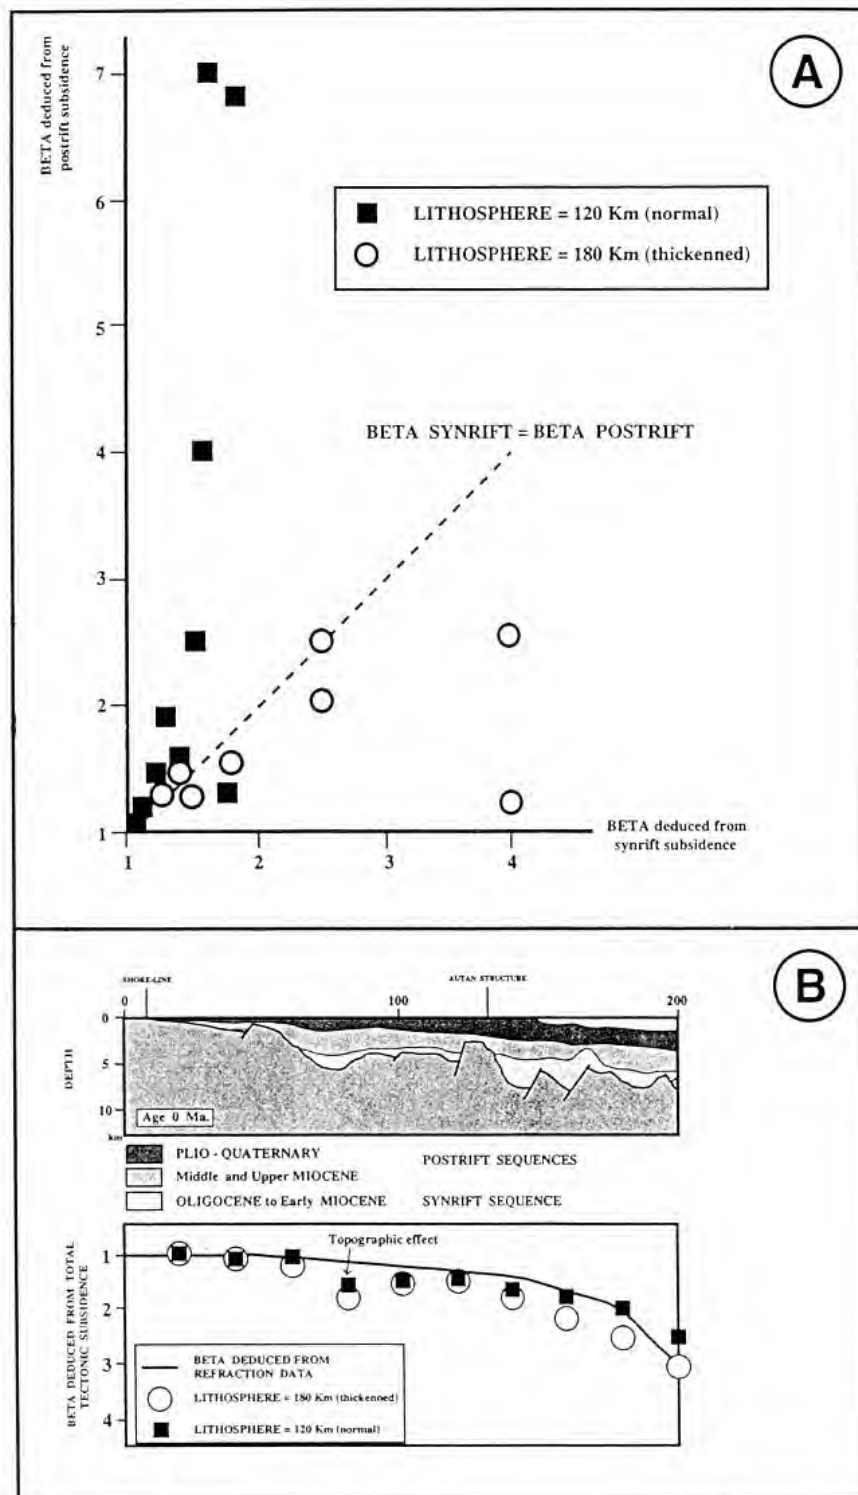 A
BETA deduced from
postrift subsidence
7
6
5
4
3
2
1
LITHOSPHERE = 120 Km (normal)
LITHOSPHERE = 180 Km (thickenned)
BETA SYNRIFT = BETA POSTRIFT
1
2
3
4
BETA deduced from
synrift subsidence
B
SHORE-LINE
AUTAN STRUCTURE
0
100
200
DEPTH
0
5
10
km
Age 0 Ma.
PLIO - QUATERNARY
POSTRIFT SEQUENCES
Middle and Upper MIOCENE
OLIGOCENE to Early MIOCENE
SYNRIFT SEQUENCE
BETA DEDUCED FROM TOTAL
TECTONIC SUBSIDENCE
1
2
3
4
Topographic effect
BETA DEDUCED FROM
REFRACTION DATA
LITHOSPHERE = 180 Km (thickenned)
LITHOSPHERE = 120 Km (normal)